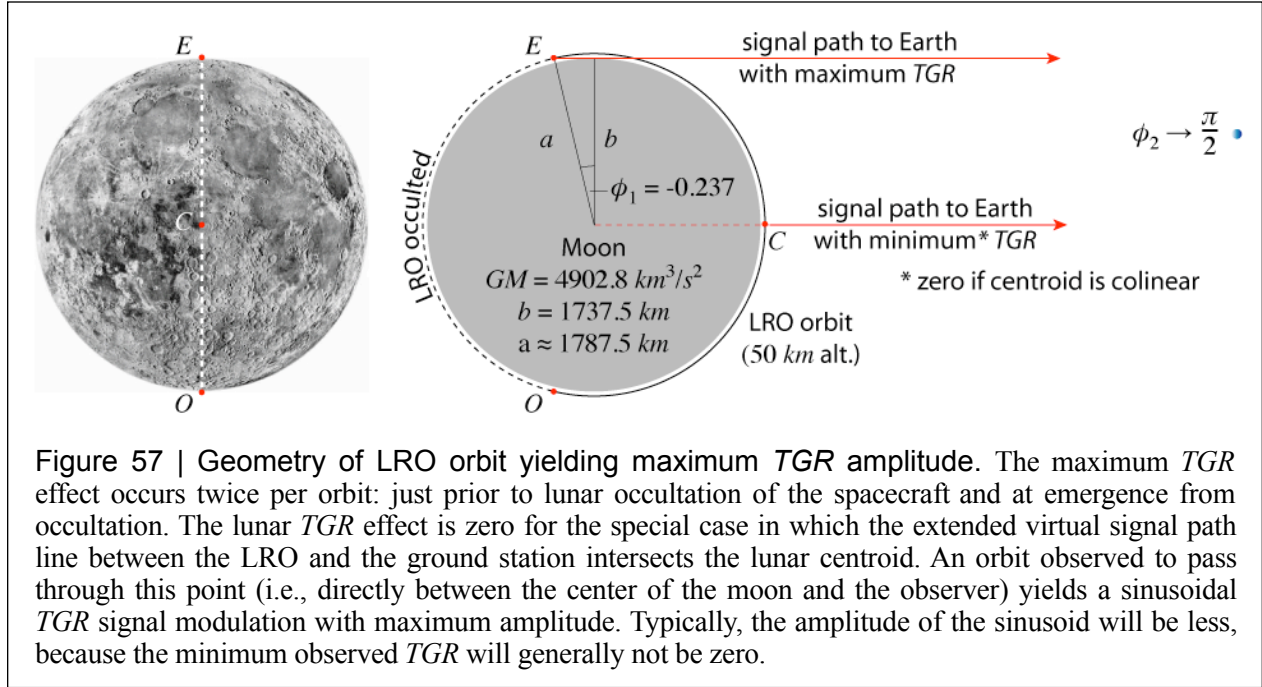 E
C
O
E
signal path to Earth
with maximum TGR
a
b
ϕ₁ = -0.237
ϕ₂ → π/2
LRO occulted
signal path to Earth
with minimum* TGR
C
* zero if centroid is colinear
Moon
GM = 4902.8 km³/s²
b = 1737.5 km
a ≈ 1787.5 km
LRO orbit
(50 km alt.)
O
Figure 57 | Geometry of LRO orbit yielding maximum TGR amplitude. The maximum TGR
effect occurs twice per orbit: just prior to lunar occultation of the spacecraft and at emergence from
occultation. The lunar TGR effect is zero for the special case in which the extended virtual signal path
line between the LRO and the ground station intersects the lunar centroid. An orbit observed to pass
through this point (i.e., directly between the center of the moon and the observer) yields a sinusoidal
TGR signal modulation with maximum amplitude. Typically, the amplitude of the sinusoid will be less,
because the minimum observed TGR will generally not be zero.